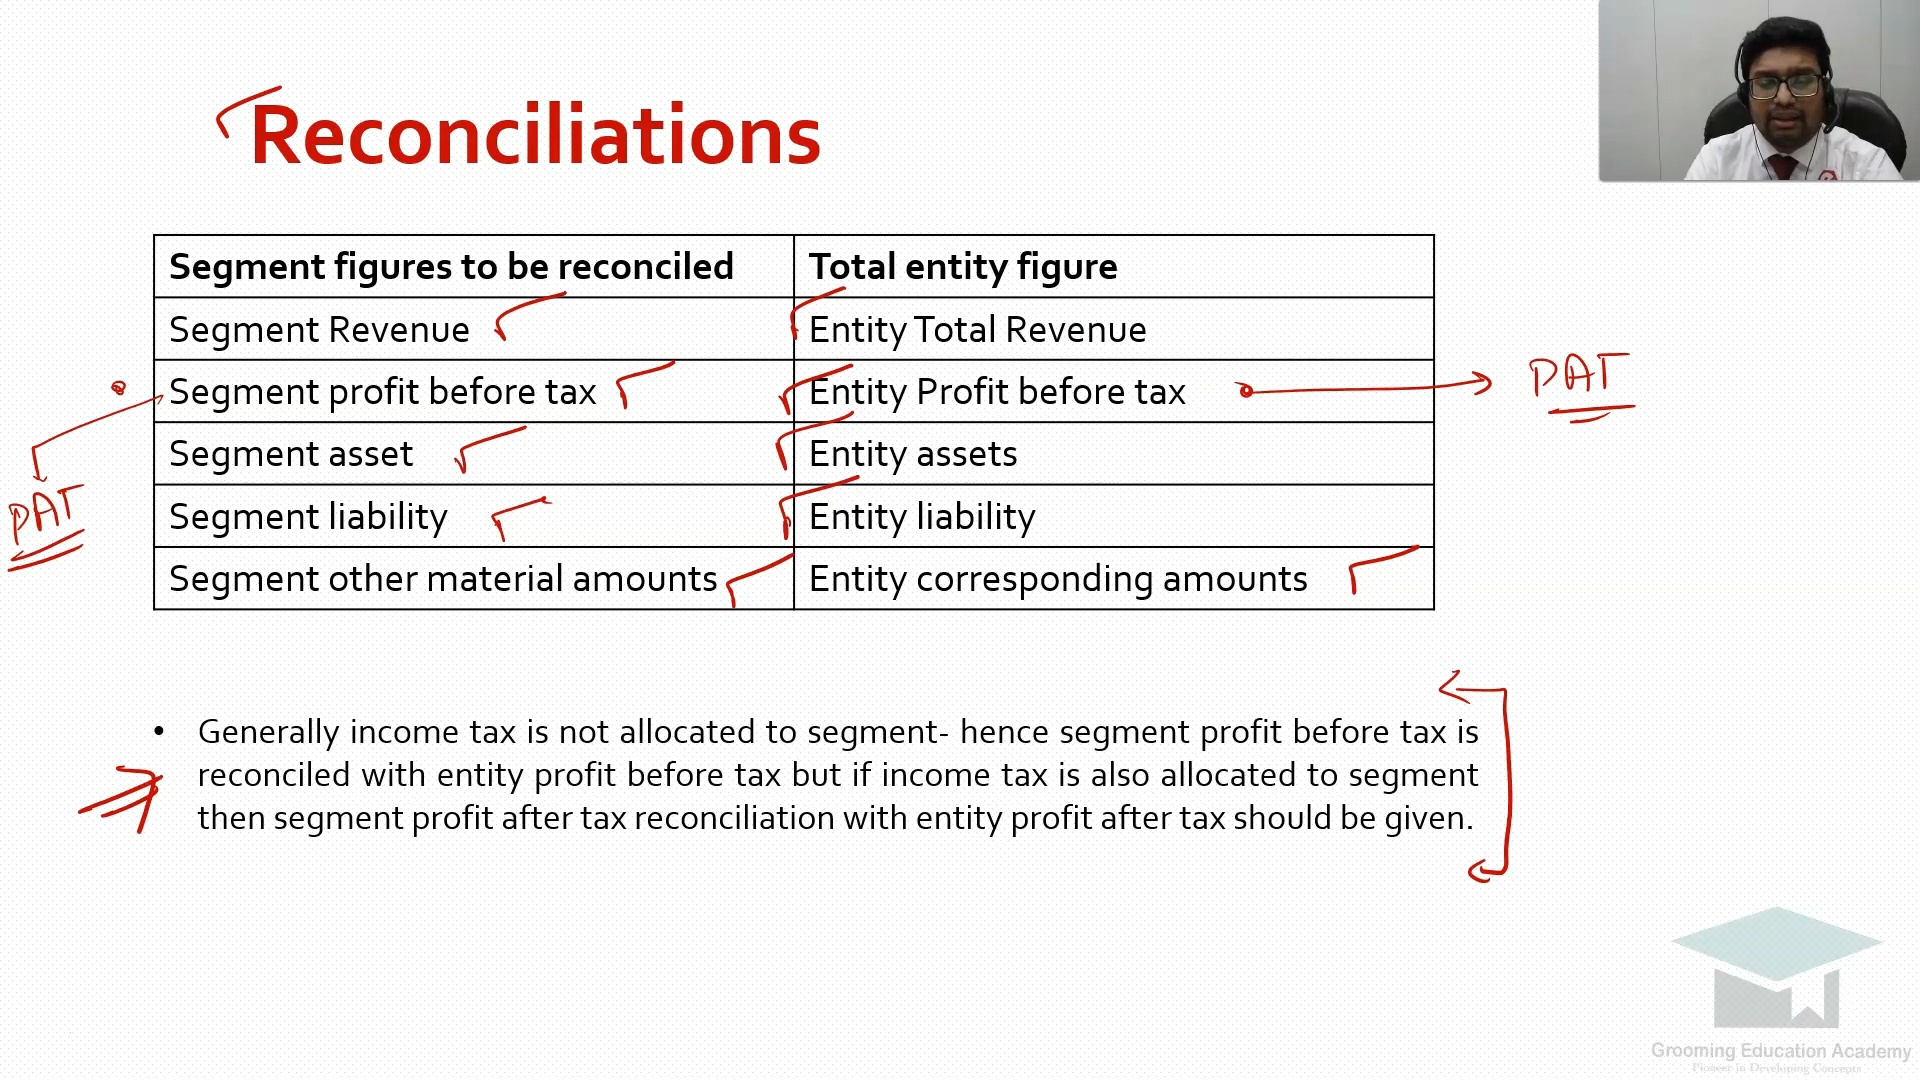 Reconciliations
Segment figures to be reconciled
Total entity figure
Segment Revenue
Entity Total Revenue
Segment profit before tax
Entity Profit before tax
PAT
Segment asset
Entity assets
PAT
Segment liability
Entity liability
Segment other material amounts
Entity corresponding amounts
• Generally income tax is not allocated to segment- hence segment profit before tax is
reconciled with entity profit before tax but if income tax is also allocated to segment
then segment profit after tax reconciliation with entity profit after tax should be given.
Grooming Education Academy
Pioneer in Developing Concepts